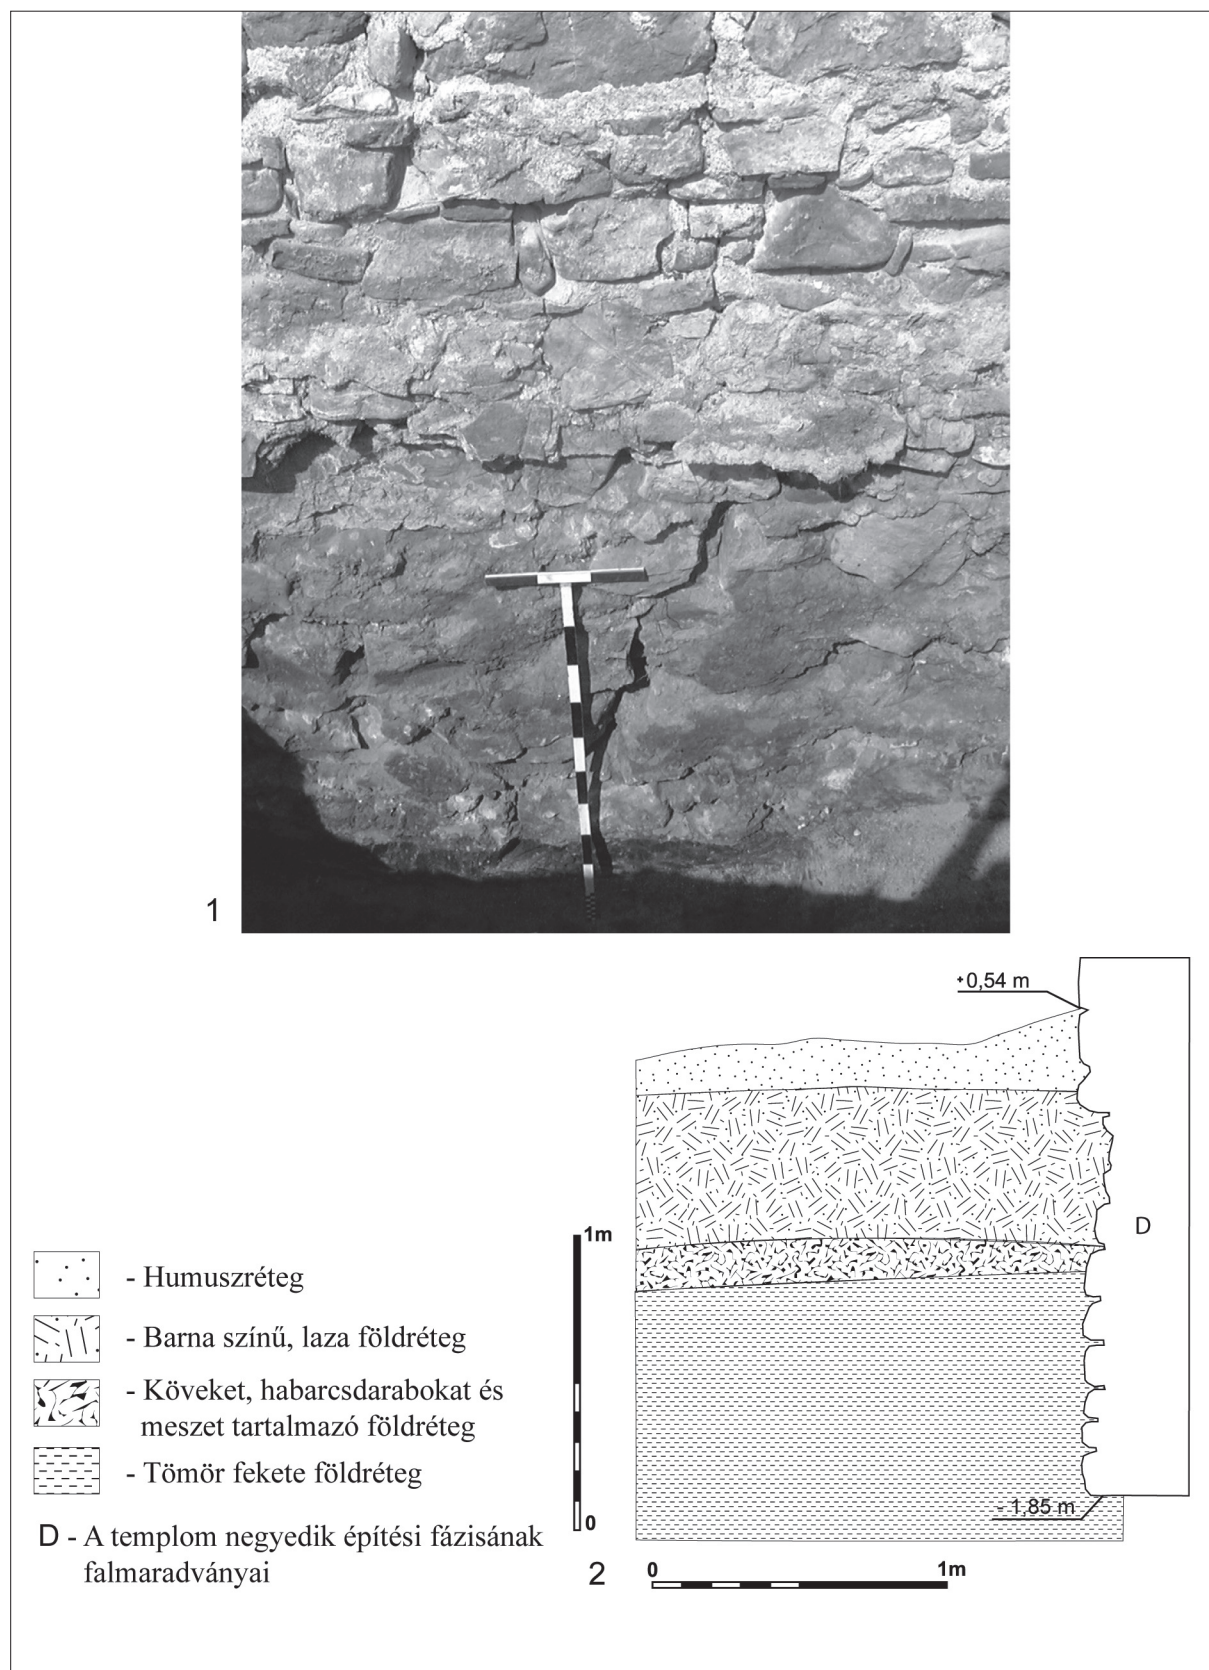 1
+0,54 m
D
1m
0
- Humuszréteg
- Barna színű, laza földréteg
- Köveket, habarcsdarabokat és
meszet tartalmazó földréteg
- Tömör fekete földréteg
- 1,85 m
D - A templom negyedik építési fázisának
falmaradványai
2
0
1m